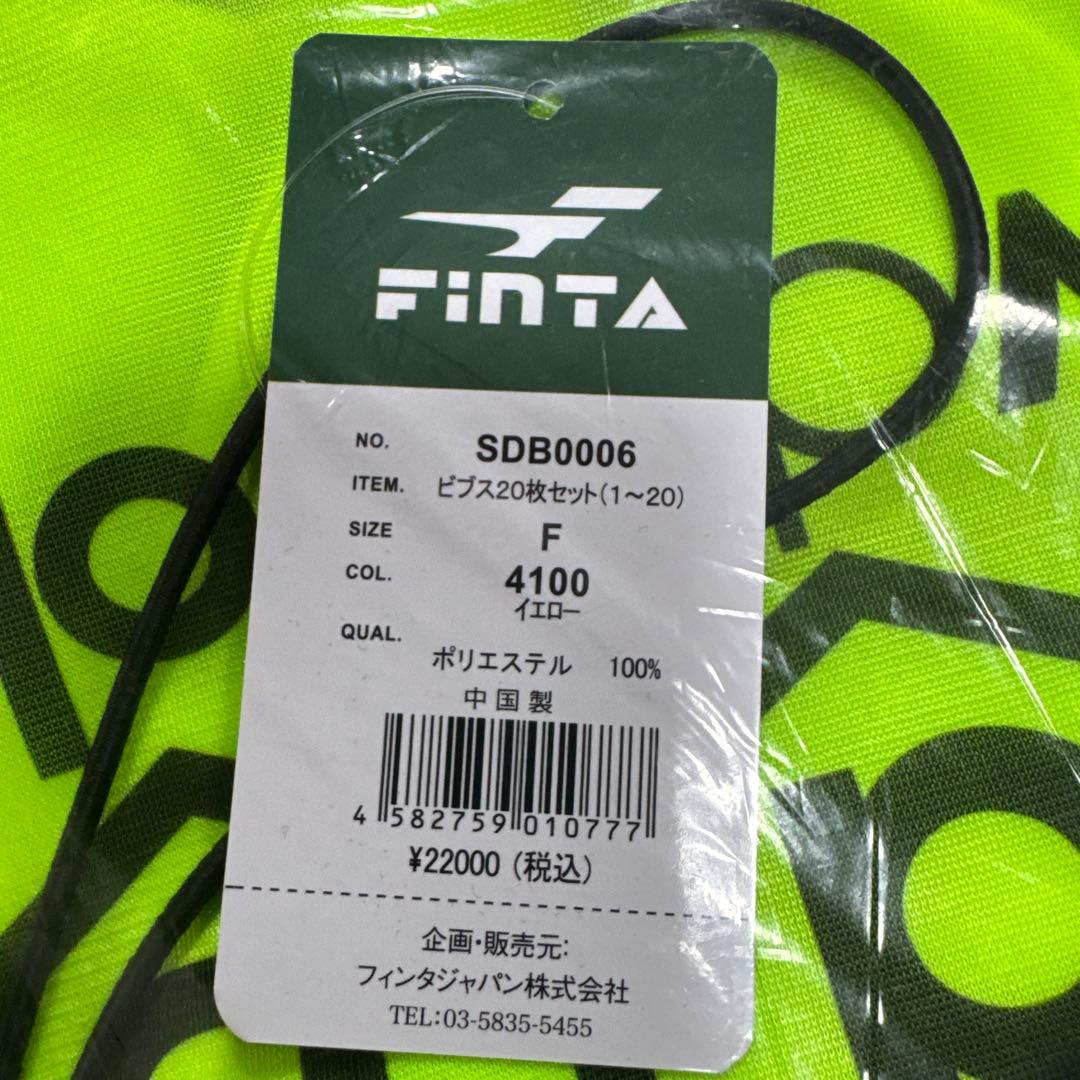 FiNTA
NO. SDB0006
ITEM. ビブス20枚セット(1～20)
SIZE F
COL. 4100
イエロー
QUAL.
ポリエステル 100%
中国製
4 582759 010777
¥22000 (税込)
企画・販売元:
フィンタジャパン株式会社
TEL:03-5835-5455